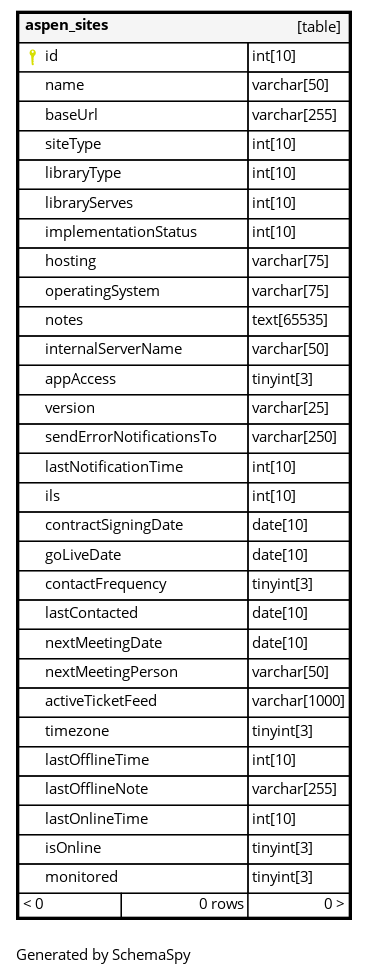 aspen_sites [table]
id int[10]
name varchar[50]
baseUrl varchar[255]
siteType int[10]
libraryType int[10]
libraryServes int[10]
implementationStatus int[10]
hosting varchar[75]
operatingSystem varchar[75]
notes text[65535]
internalServerName varchar[50]
appAccess tinyint[3]
version varchar[25]
sendErrorNotificationsTo varchar[250]
lastNotificationTime int[10]
ils int[10]
contractSigningDate date[10]
goLiveDate date[10]
contactFrequency tinyint[3]
lastContacted date[10]
nextMeetingDate date[10]
nextMeetingPerson varchar[50]
activeTicketFeed varchar[1000]
timezone tinyint[3]
lastOfflineTime int[10]
lastOfflineNote varchar[255]
lastOnlineTime int[10]
isOnline tinyint[3]
monitored tinyint[3]
< 0 0 rows 0 >
Generated by SchemaSpy